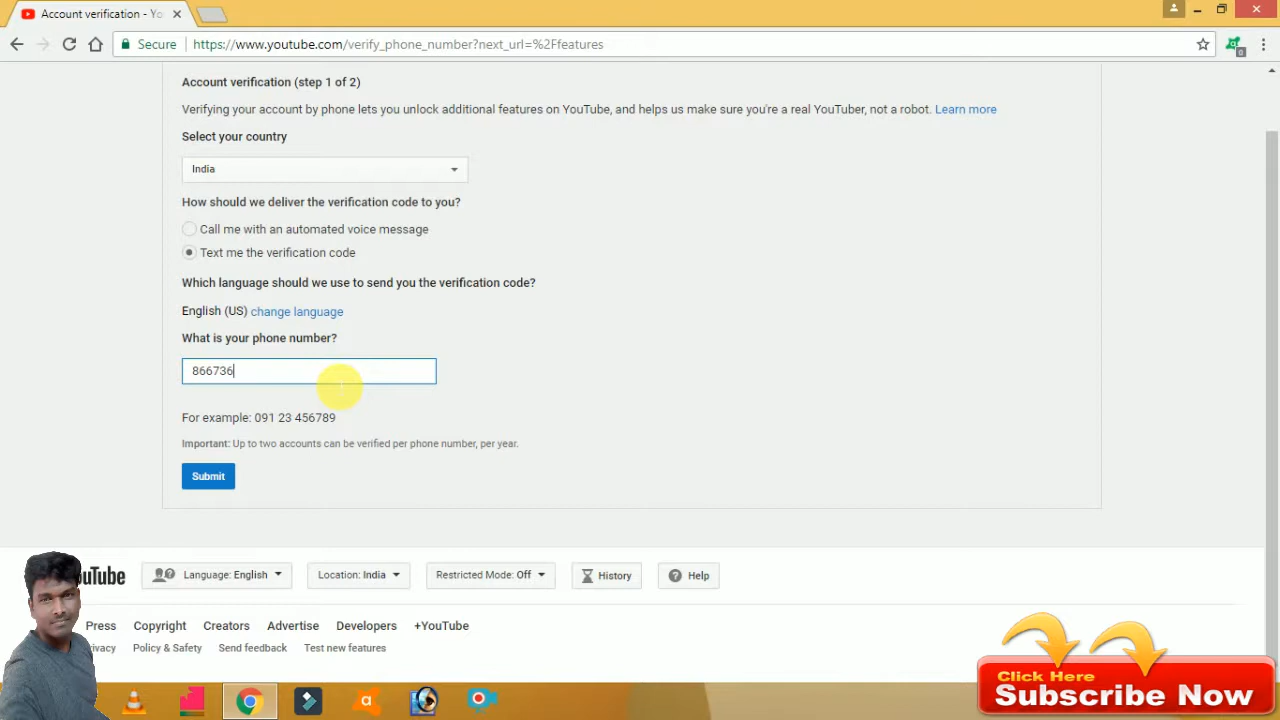 Account verification - Yo
Secure https://www.youtube.com/verify_phone_number?next_url=%2Ffeatures
0
Account verification (step 1 of 2)
Verifying your account by phone lets you unlock additional features on YouTube, and helps us make sure you're a real YouTuber, not a robot. Learn more
Select your country
India
How should we deliver the verification code to you?
Call me with an automated voice message
Text me the verification code
Which language should we use to send you the verification code?
English (US) change language
What is your phone number?
866736
For example: 091 23 456789
Important: Up to two accounts can be verified per phone number, per year.
Submit
uTube Language: English Location: India Restricted Mode: Off History Help
Press Copyright Creators Advertise Developers +YouTube
ivacy Policy & Safety Send feedback Test new features
Click Here
Subscribe Now